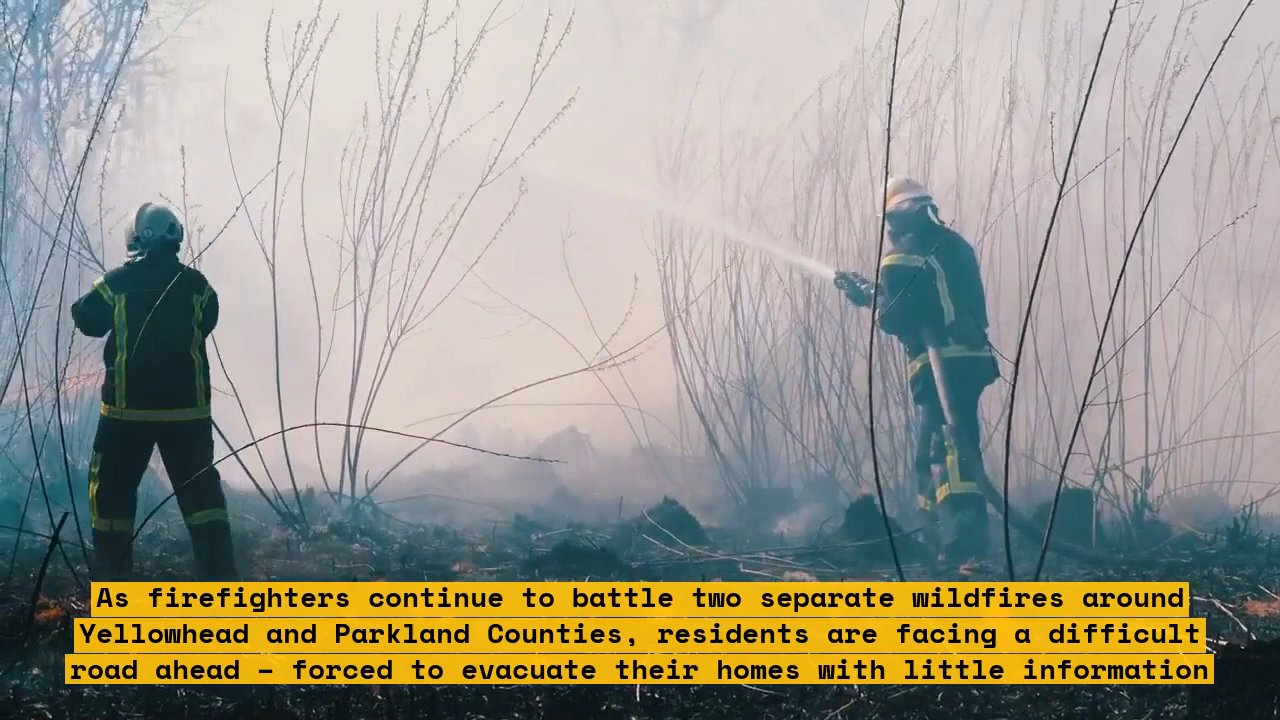 As firefighters continue to battle two separate wildfires around
Yellowhead and Parkland Counties, residents are facing a difficult
road ahead – forced to evacuate their homes with little information